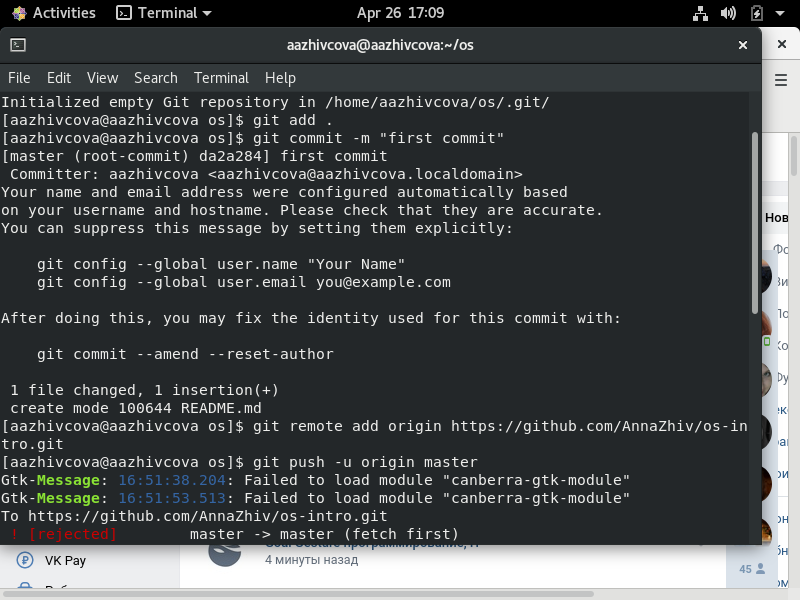 Activities
Terminal
Apr 26 17:09
aazhivcova@aazhivcova:~/os
File Edit View Search Terminal Help
Initialized empty Git repository in /home/aazhivcova/os/.git/
[aazhivcova@aazhivcova os]$ git add .
[aazhivcova@aazhivcova os]$ git commit -m "first commit"
[master (root-commit) da2a284] first commit
 Committer: aazhivcova <aazhivcova@aazhivcova.localdomain>
Your name and email address were configured automatically based
on your username and hostname. Please check that they are accurate.
You can suppress this message by setting them explicitly:
    git config --global user.name "Your Name"
    git config --global user.email you@example.com
After doing this, you may fix the identity used for this commit with:
    git commit --amend --reset-author
 1 file changed, 1 insertion(+)
 create mode 100644 README.md
[aazhivcova@aazhivcova os]$ git remote add origin https://github.com/AnnaZhiv/os-in
tro.git
[aazhivcova@aazhivcova os]$ git push -u origin master
Gtk-Message: 16:51:38.204: Failed to load module "canberra-gtk-module"
Gtk-Message: 16:51:53.513: Failed to load module "canberra-gtk-module"
To https://github.com/AnnaZhiv/os-intro.git
 ! [rejected]        master -> master (fetch first)
Нов
VK Pay
4 минуты назад
45